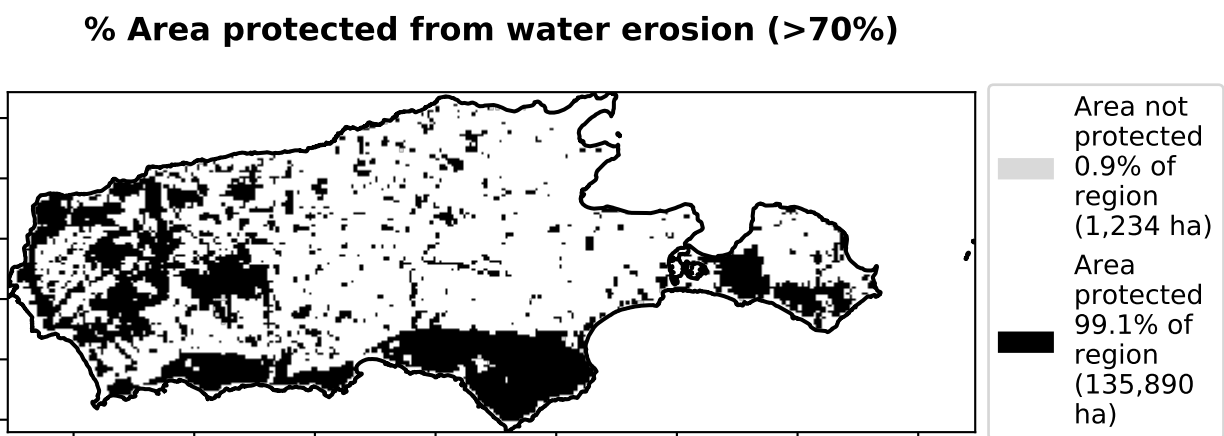 % Area protected from water erosion (>70%)
Area not
protected
0.9% of
region
(1,234 ha)
Area
protected
99.1% of
region
(135,890
ha)